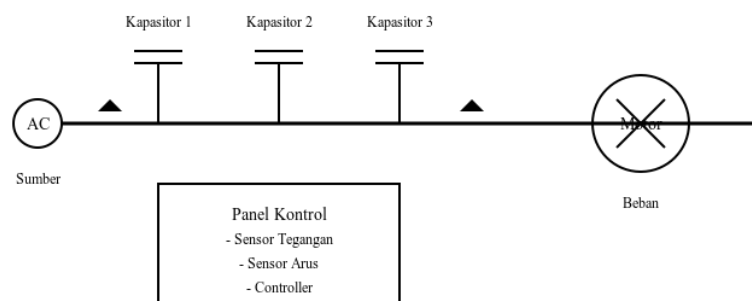 Kapasitor 1
Kapasitor 2
Kapasitor 3
AC
Motor
Sumber
Beban
Panel Kontrol
- Sensor Tegangan
- Sensor Arus
- Controller